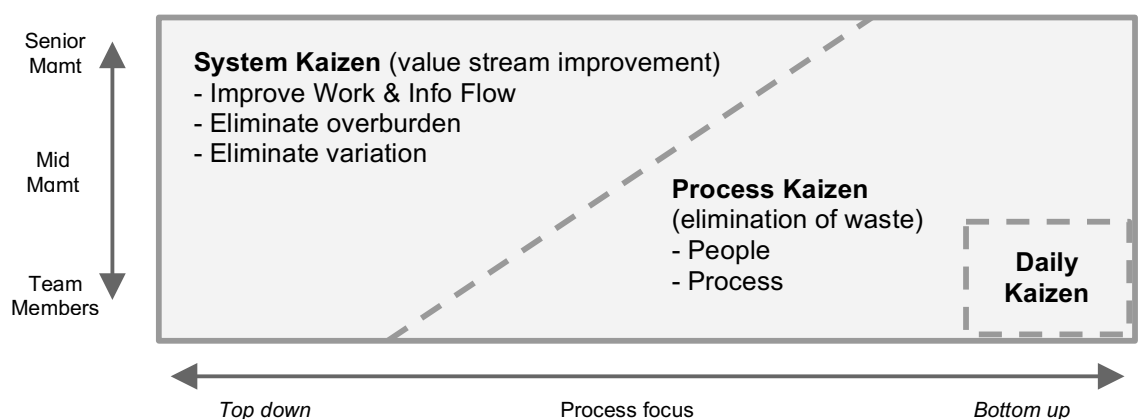 Senior
Mgmt
Mid
Mgmt
Team
Members
System Kaizen (value stream improvement)
- Improve Work & Info Flow
- Eliminate overburden
- Eliminate variation
Process Kaizen
(elimination of waste)
- People
- Process
Daily
Kaizen
Top down
Process focus
Bottom up